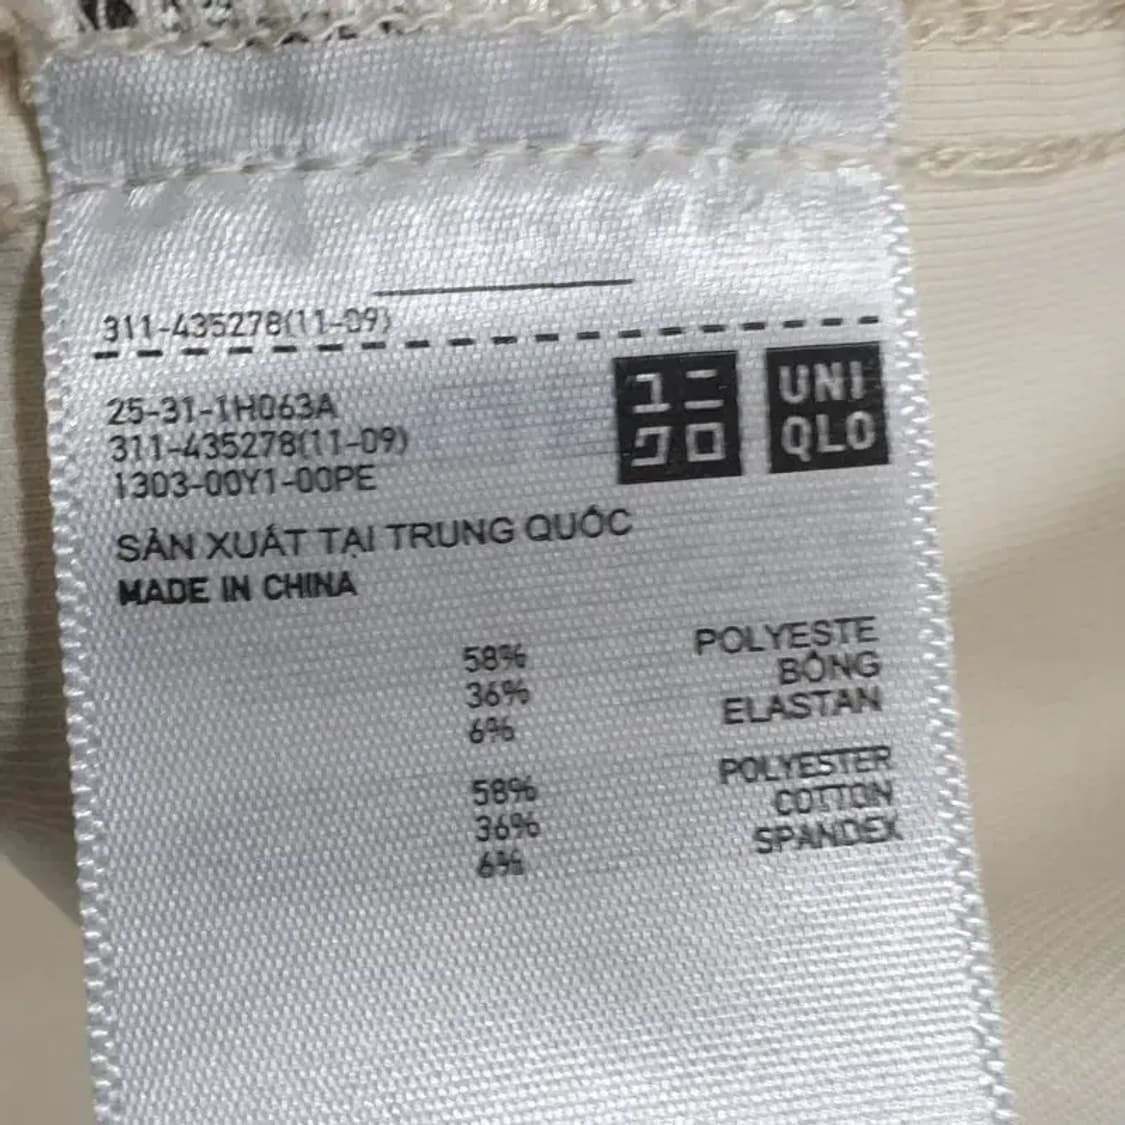 311-435278(11-09)
ユニ
クロ
UNI
QLO
25-31-1H063A
311-435278(11-09)
1303-00Y1-00PE
SẢN XUẤT TẠI TRUNG QUỐC
MADE IN CHINA
58% POLYESTE
36% BÔNG
6% ELASTAN
58% POLYESTER
36% COTTON
6% SPANDEX